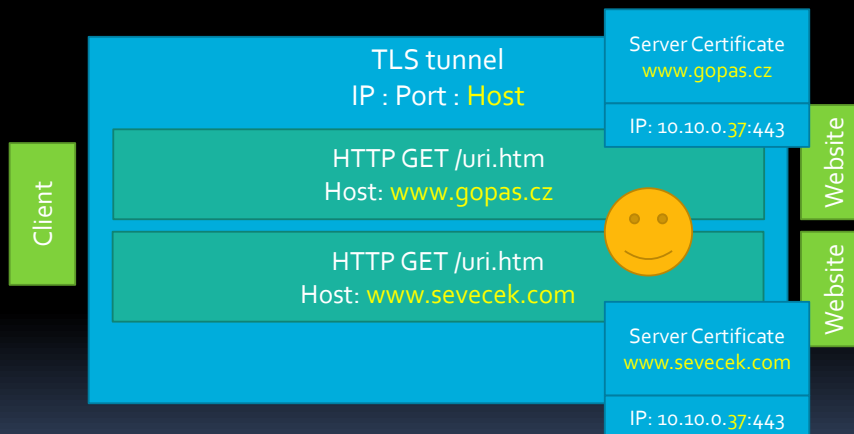 TLS tunnel
IP : Port : Host
Server Certificate
www.gopas.cz
IP: 10.10.0.37:443
HTTP GET /uri.htm
Host: www.gopas.cz
Website
Client
HTTP GET /uri.htm
Host: www.sevecek.com
Website
Server Certificate
www.sevecek.com
IP: 10.10.0.37:443